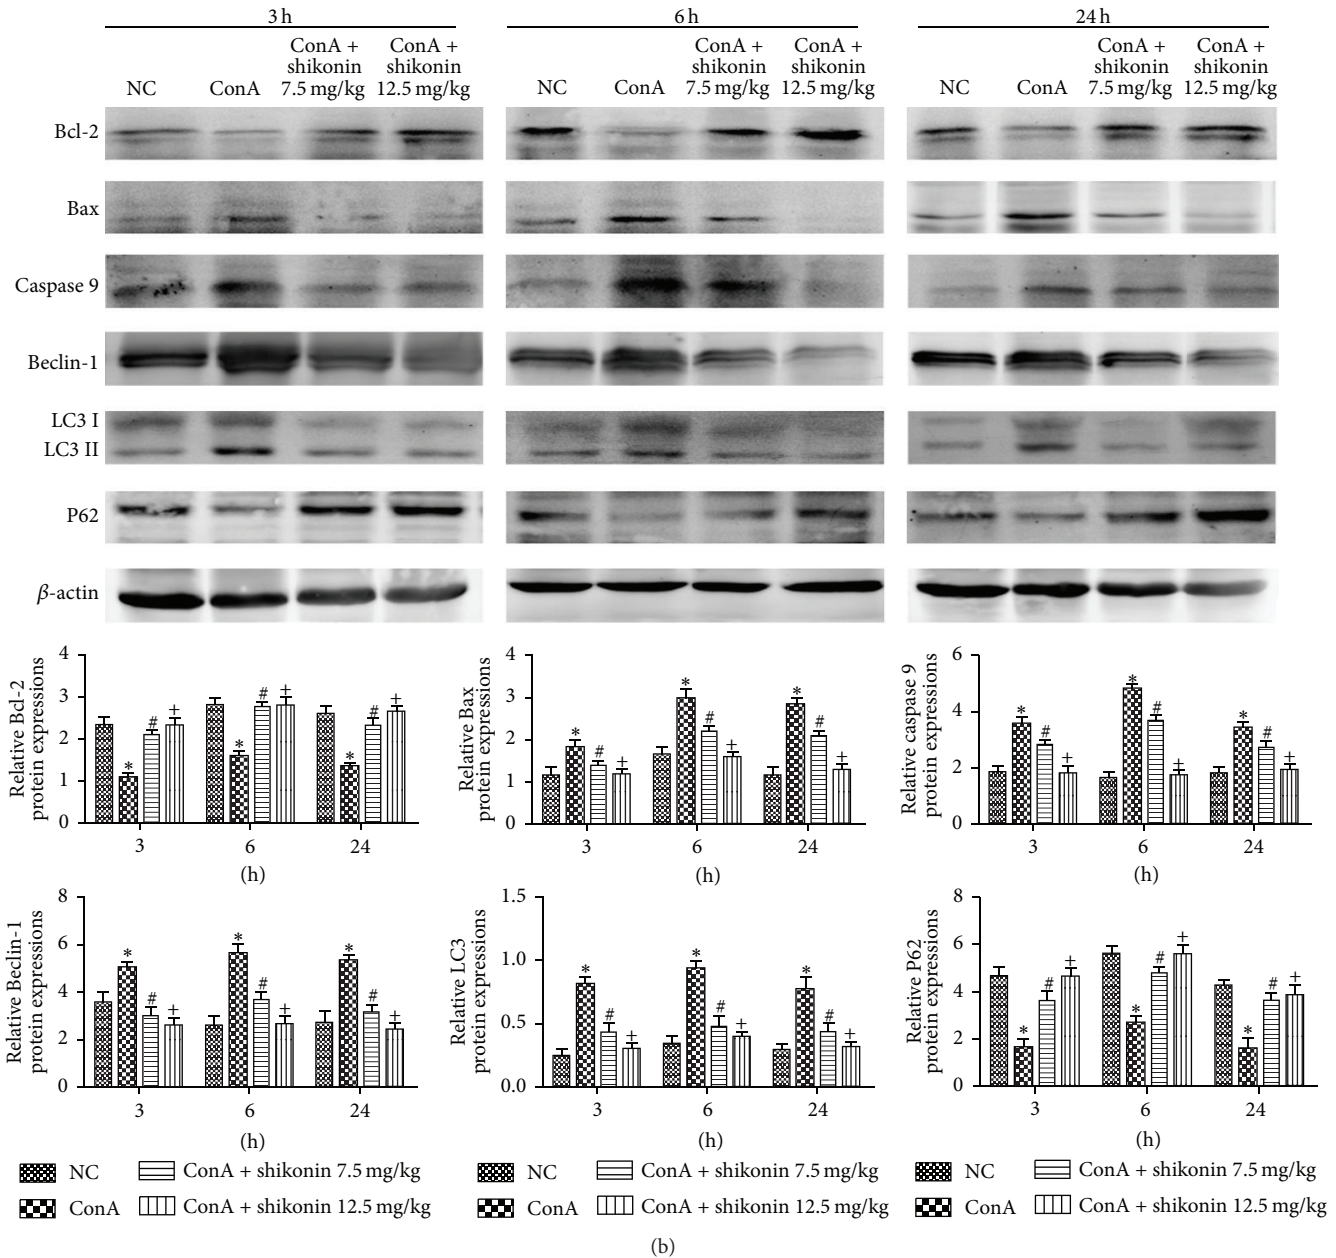 3 h
6 h
24 h
NC
ConA
ConA +
shikonin
7.5 mg/kg
ConA +
shikonin
12.5 mg/kg
NC
ConA
ConA +
shikonin
7.5 mg/kg
ConA +
shikonin
12.5 mg/kg
NC
ConA
ConA +
shikonin
7.5 mg/kg
ConA +
shikonin
12.5 mg/kg
Bcl-2
Bax
Caspase 9
Beclin-1
LC3 I
LC3 II
P62
β-actin
Relative Bcl-2
protein expressions
4
3
2
1
0
* # +
* # +
* # +
3 6 24
(h)
Relative Bax
protein expressions
4
3
2
1
0
* # +
* # +
* # +
3 6 24
(h)
Relative caspase 9
protein expressions
6
4
2
0
* # +
* # +
* # +
3 6 24
(h)
Relative Beclin-1
protein expressions
8
6
4
2
0
* # +
* # +
* # +
3 6 24
(h)
Relative LC3
protein expressions
1.5
1.0
0.5
0.0
* # +
* # +
* # +
3 6 24
(h)
Relative P62
protein expressions
8
6
4
2
0
* # +
* # +
* # +
3 6 24
(h)
NC
ConA + shikonin 7.5 mg/kg
ConA
ConA + shikonin 12.5 mg/kg
NC
ConA + shikonin 7.5 mg/kg
ConA
ConA + shikonin 12.5 mg/kg
NC
ConA + shikonin 7.5 mg/kg
ConA
ConA + shikonin 12.5 mg/kg
(b)